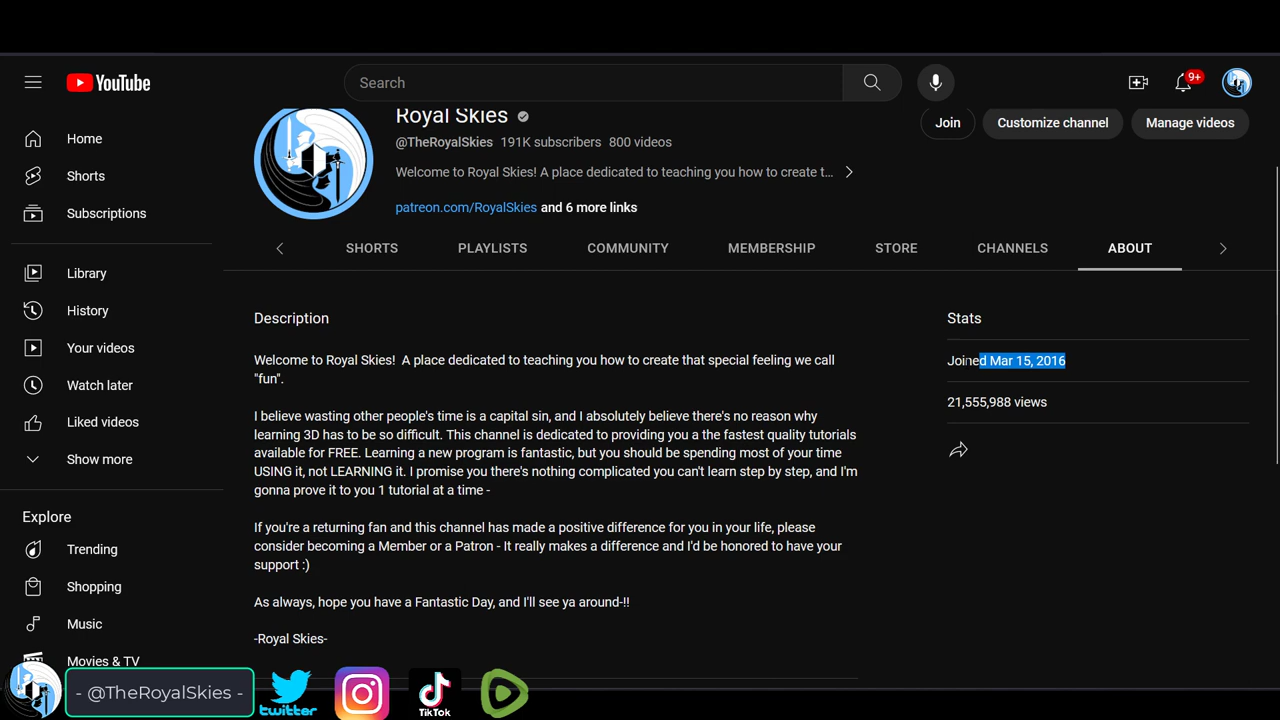 YouTube
Search
9+
Home
Shorts
Subscriptions
Library
History
Your videos
Watch later
Liked videos
Show more
Explore
Trending
Shopping
Music
Movies & TV
Royal Skies
@TheRoyalSkies 191K subscribers 800 videos
Welcome to Royal Skies! A place dedicated to teaching you how to create t...
patreon.com/RoyalSkies and 6 more links
Join
Customize channel
Manage videos
SHORTS
PLAYLISTS
COMMUNITY
MEMBERSHIP
STORE
CHANNELS
ABOUT
Description
Welcome to Royal Skies! A place dedicated to teaching you how to create that special feeling we call
"fun".
I believe wasting other people's time is a capital sin, and I absolutely believe there's no reason why
learning 3D has to be so difficult. This channel is dedicated to providing you a the fastest quality tutorials
available for FREE. Learning a new program is fantastic, but you should be spending most of your time
USING it, not LEARNING it. I promise you there's nothing complicated you can't learn step by step, and I'm
gonna prove it to you 1 tutorial at a time -
If you're a returning fan and this channel has made a positive difference for you in your life, please
consider becoming a Member or a Patron - It really makes a difference and I'd be honored to have your
support :)
As always, hope you have a Fantastic Day, and I'll see ya around-!!
-Royal Skies-
Stats
Joined Mar 15, 2016
21,555,988 views
- @TheRoyalSkies -
twitter
TikTok